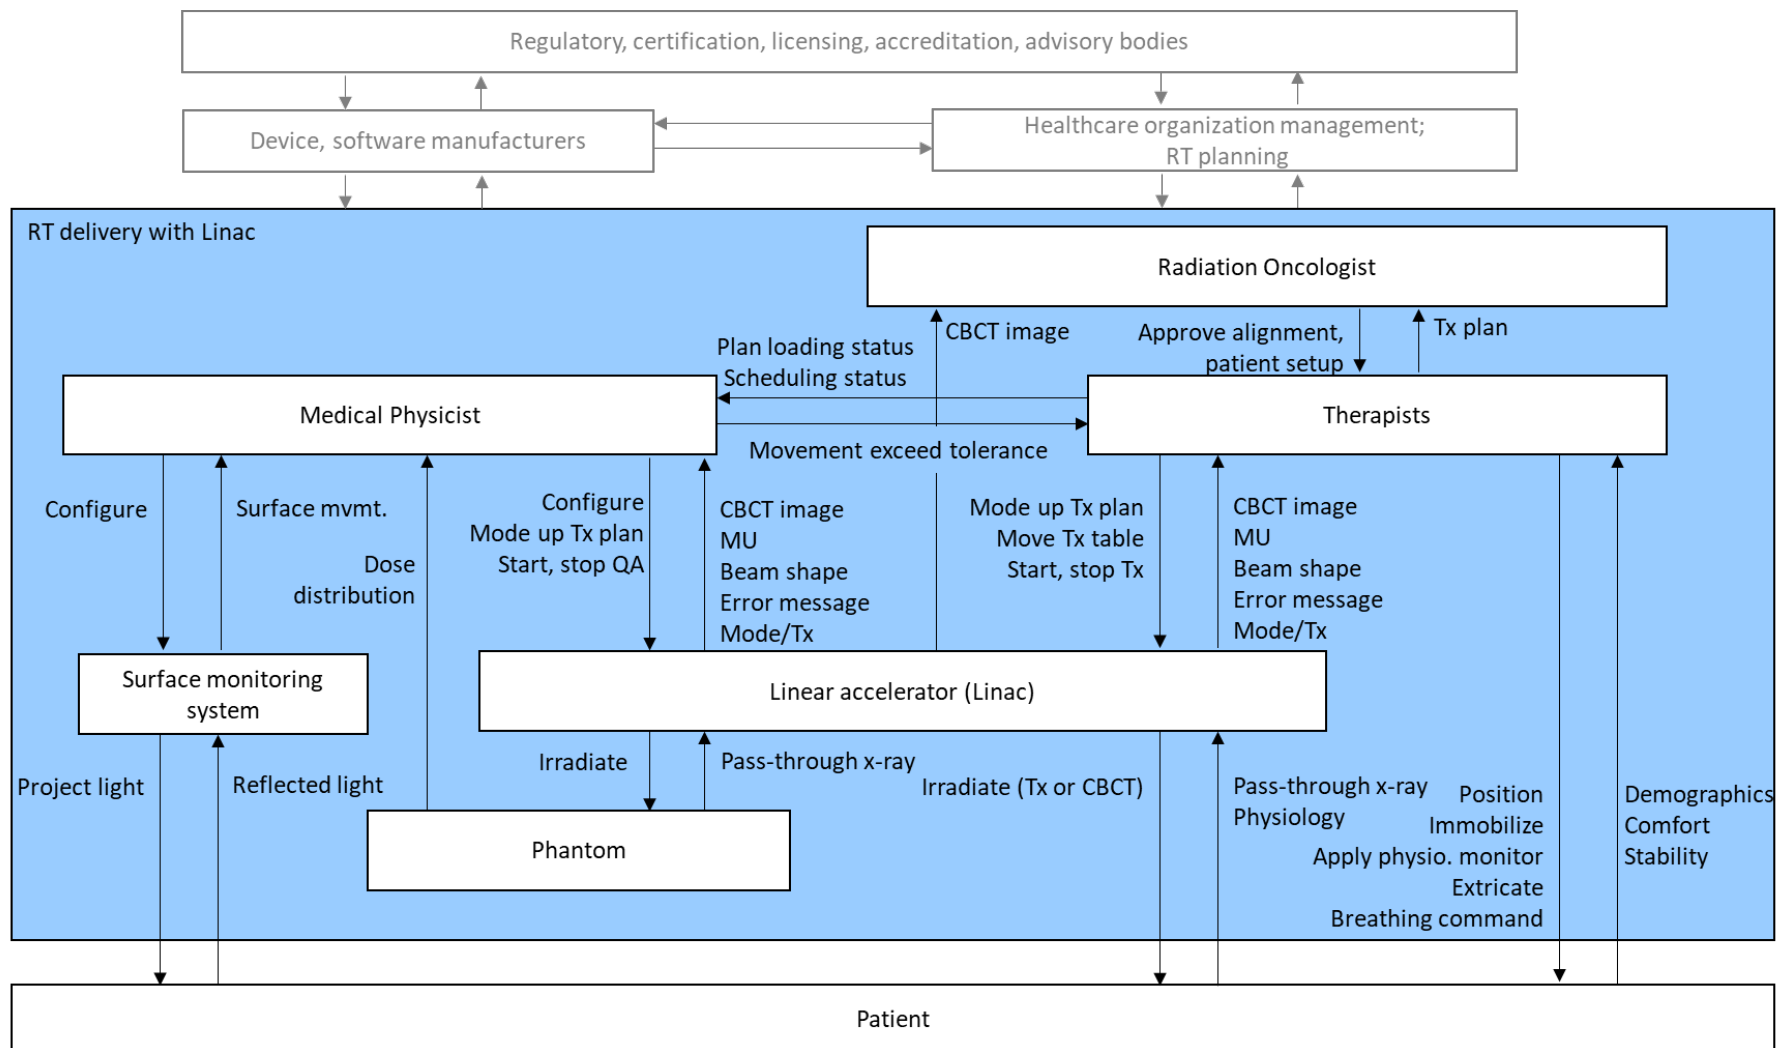 Regulatory, certification, licensing, accreditation, advisory bodies
Device, software manufacturers
Healthcare organization management;
RT planning
RT delivery with Linac
Radiation Oncologist
CBCT image
Approve alignment,
patient setup
Tx plan
Plan loading status
Scheduling status
Medical Physicist
Therapists
Movement exceed tolerance
Configure
Surface mvmt.
Dose
distribution
Configure
Mode up Tx plan
Start, stop QA
CBCT image
MU
Beam shape
Error message
Mode/Tx
Mode up Tx plan
Move Tx table
Start, stop Tx
CBCT image
MU
Beam shape
Error message
Mode/Tx
Surface monitoring
system
Linear accelerator (Linac)
Project light
Reflected light
Irradiate
Pass-through x-ray
Irradiate (Tx or CBCT)
Pass-through x-ray
Physiology
Position
Immobilize
Apply physio. monitor
Extricate
Breathing command
Demographics
Comfort
Stability
Phantom
Patient